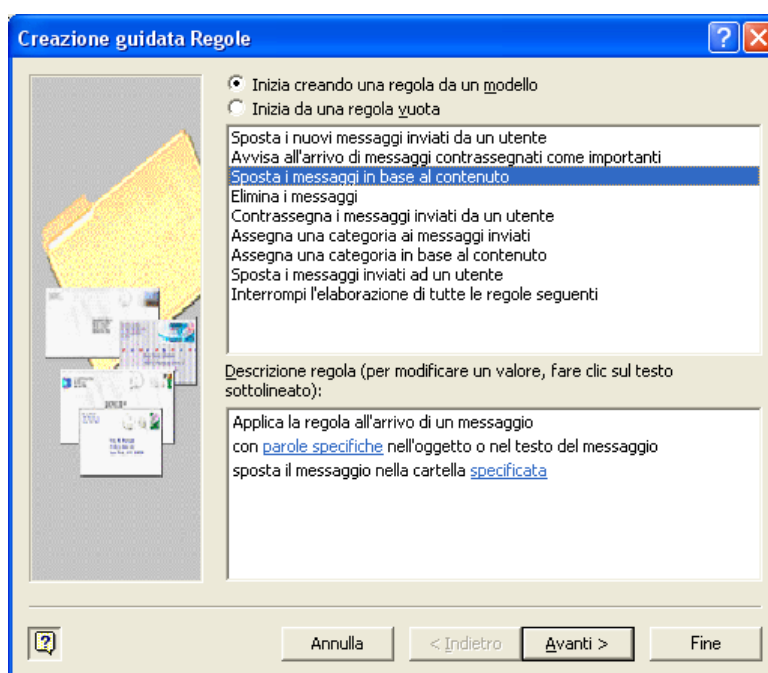 Creazione guidata Regole
Inizia creando una regola da un modello
Inizia da una regola vuota
Sposta i nuovi messaggi inviati da un utente
Avvisa all'arrivo di messaggi contrassegnati come importanti
Sposta i messaggi in base al contenuto
Elimina i messaggi
Contrassegna i messaggi inviati da un utente
Assegna una categoria ai messaggi inviati
Assegna una categoria in base al contenuto
Sposta i messaggi inviati ad un utente
Interrompi l'elaborazione di tutte le regole seguenti
Descrizione regola (per modificare un valore, fare clic sul testo
sottolineato):
Applica la regola all'arrivo di un messaggio
con parole specifiche nell'oggetto o nel testo del messaggio
sposta il messaggio nella cartella specificata
Annulla < Indietro Avanti > Fine